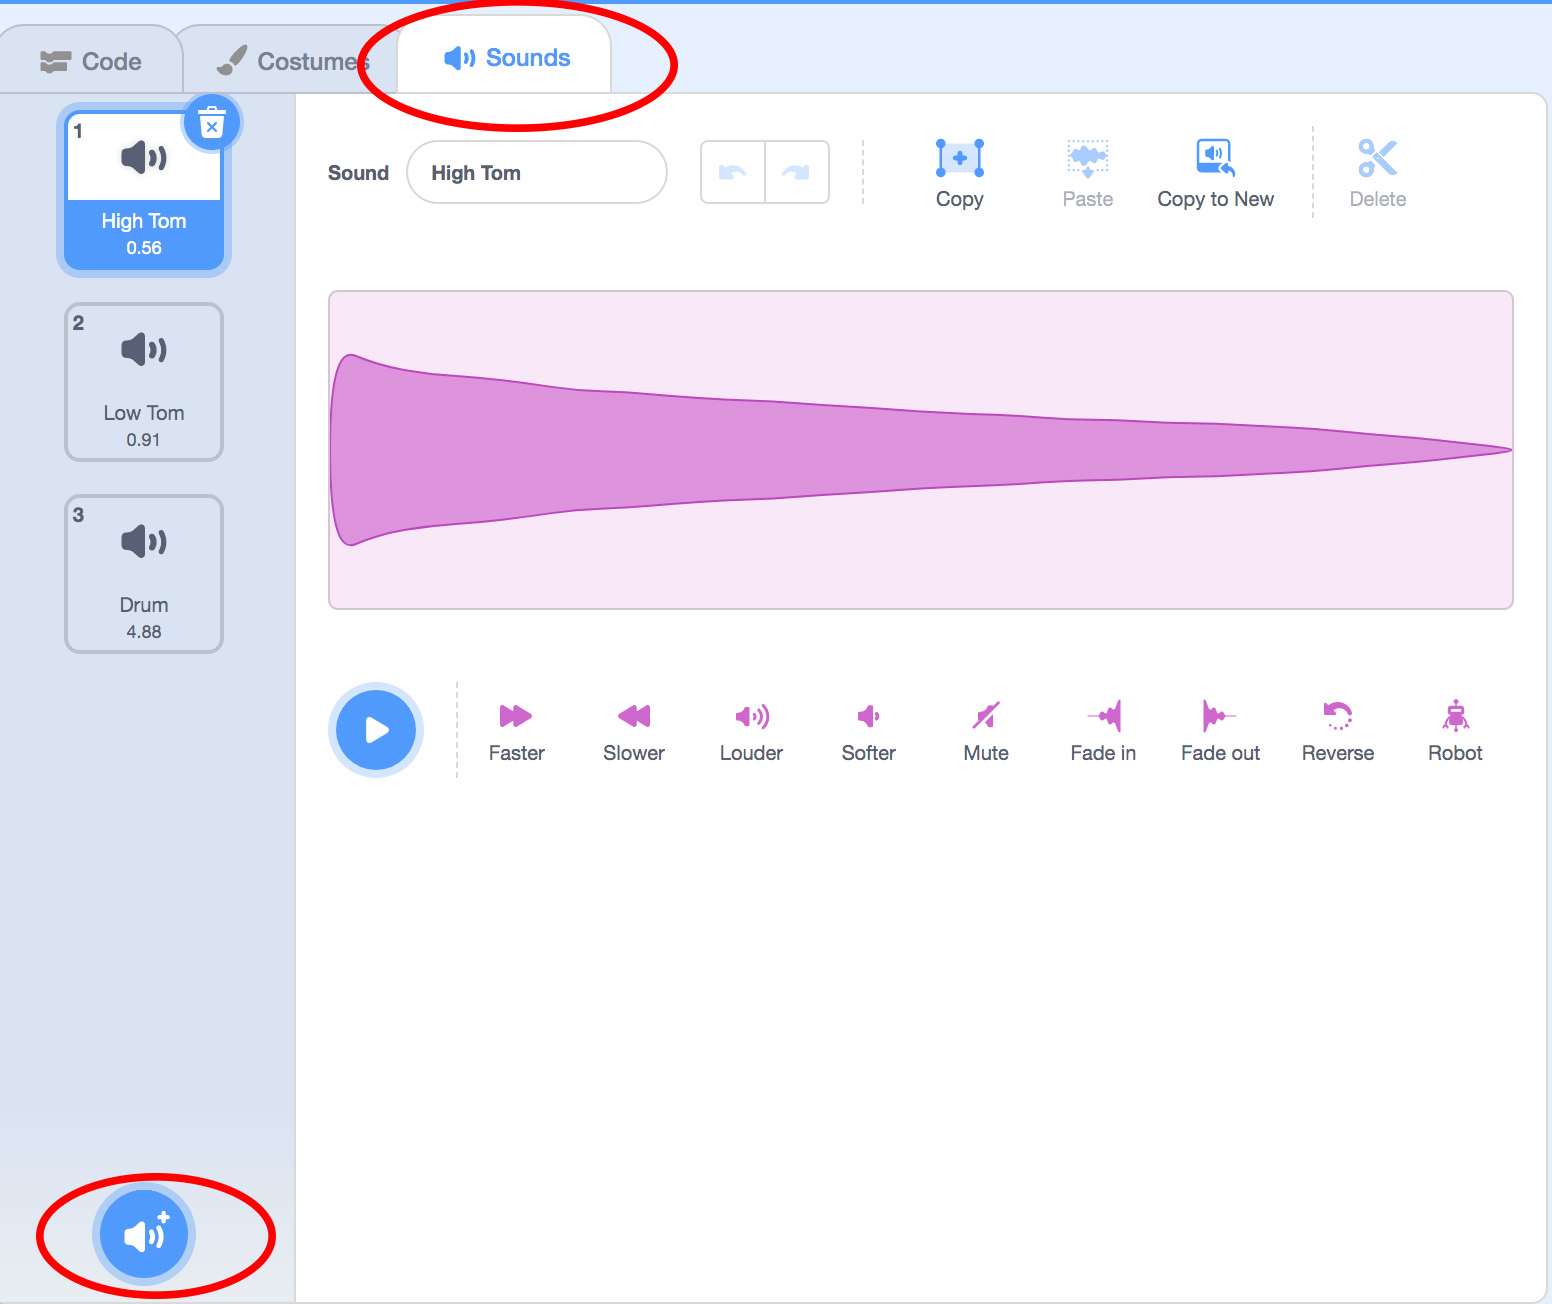 Code
Costumes
Sounds
1
High Tom
0.56
2
Low Tom
0.91
3
Drum
4.88
Sound
High Tom
Copy
Paste
Copy to New
Delete
Faster
Slower
Louder
Softer
Mute
Fade in
Fade out
Reverse
Robot